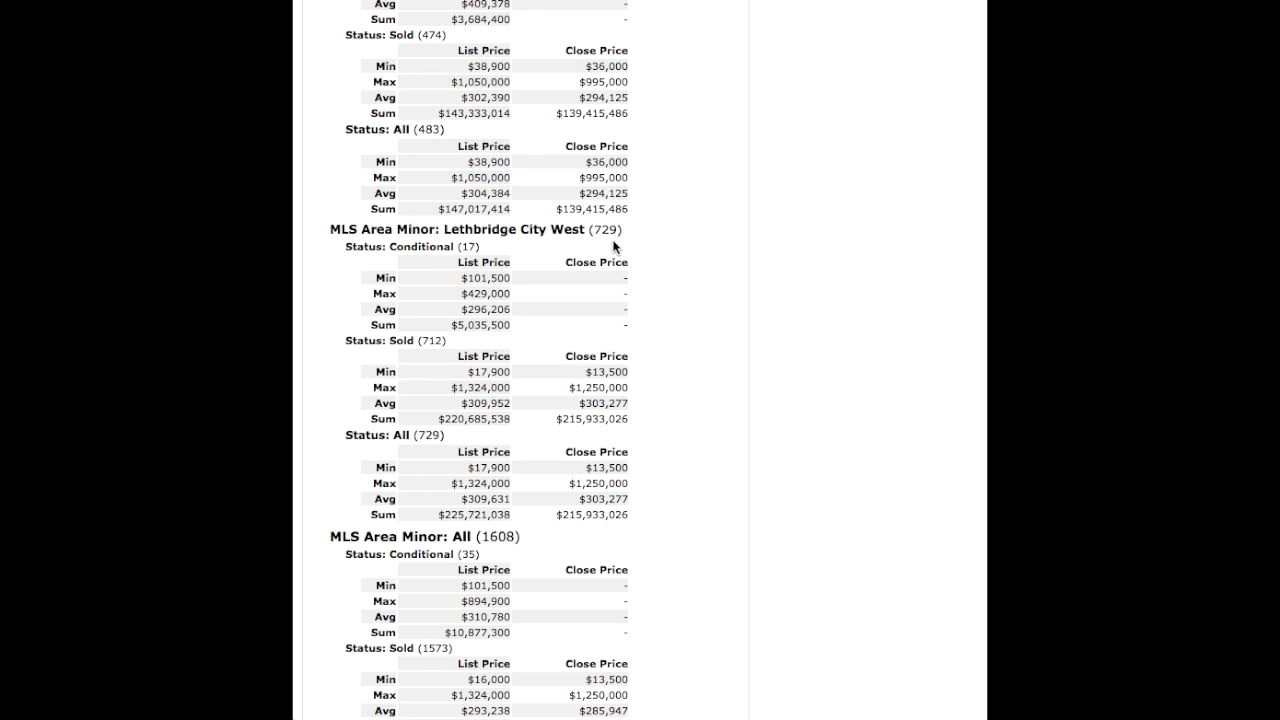 Avg $409,378 -
Sum $3,684,400 -
Status: Sold (474)
List Price Close Price
Min $38,900 $36,000
Max $1,050,000 $995,000
Avg $302,390 $294,125
Sum $143,333,014 $139,415,486
Status: All (483)
List Price Close Price
Min $38,900 $36,000
Max $1,050,000 $995,000
Avg $304,384 $294,125
Sum $147,017,414 $139,415,486
MLS Area Minor: Lethbridge City West (729)
Status: Conditional (17)
List Price Close Price
Min $101,500 -
Max $429,000 -
Avg $296,206 -
Sum $5,035,500 -
Status: Sold (712)
List Price Close Price
Min $17,900 $13,500
Max $1,324,000 $1,250,000
Avg $309,952 $303,277
Sum $220,685,538 $215,933,026
Status: All (729)
List Price Close Price
Min $17,900 $13,500
Max $1,324,000 $1,250,000
Avg $309,631 $303,277
Sum $225,721,038 $215,933,026
MLS Area Minor: All (1608)
Status: Conditional (35)
List Price Close Price
Min $101,500 -
Max $894,900 -
Avg $310,780 -
Sum $10,877,300 -
Status: Sold (1573)
List Price Close Price
Min $16,000 $13,500
Max $1,324,000 $1,250,000
Avg $293,238 $285,947